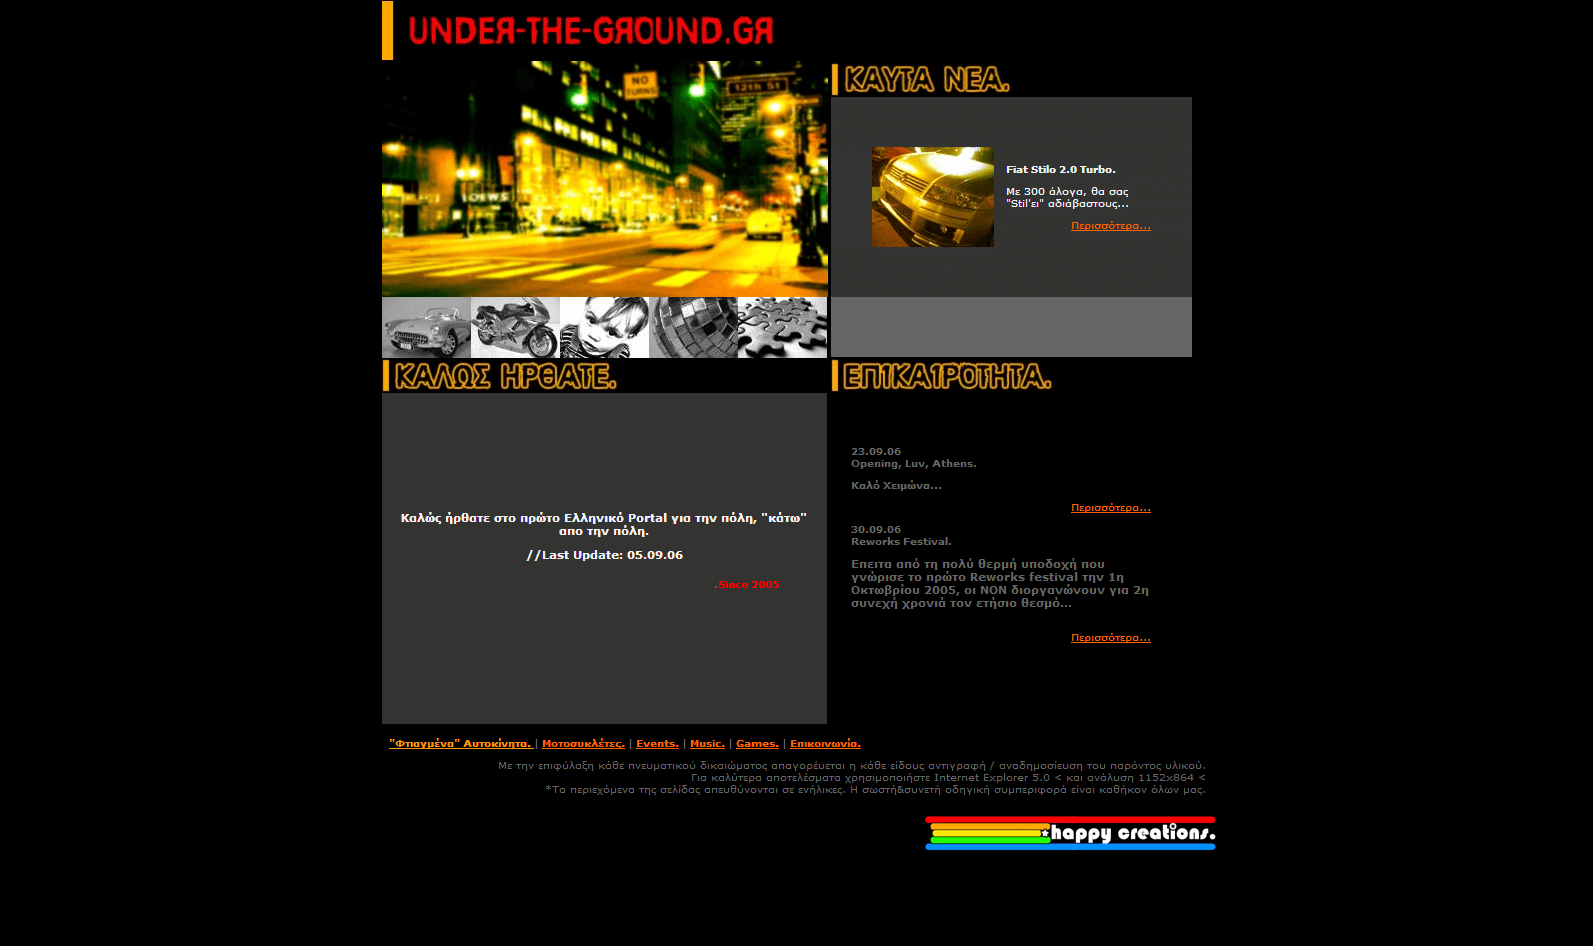 UNDER-THE-GROUND.GR
NO
TURNS
12th St
LOEWS
ΚΑΥΤΑ ΝΕΑ.
Fiat Stilo 2.0 Turbo.
Με 300 άλογα, θα σας
"Stil'ει" αδιάβαστους...
Περισσότερα...
ΚΑΛΩΣ ΗΡΘΑΤΕ.
Καλώς ήρθατε στο πρώτο Ελληνικό Portal για την πόλη, "κάτω"
απο την πόλη.
//Last Update: 05.09.06
.Since 2005
ΕΠΙΚΑΙΡΟΤΗΤΑ.
23.09.06
Opening, Luv, Athens.
Καλό Χειμώνα...
Περισσότερα...
30.09.06
Reworks Festival.
Επειτα από τη πολύ θερμή υποδοχή που
γνώρισε το πρώτο Reworks festival την 1η
Οκτωβρίου 2005, οι NON διοργανώνουν για 2η
συνεχή χρονιά τον ετήσιο θεσμό...
Περισσότερα...
"Φτιαγμένα" Αυτοκίνητα. | Μοτοσυκλέτες. | Events. | Music. | Games. | Επικοινωνία.
Με την επιφύλαξη κάθε πνευματικού δικαιώματος απαγορέυεται η κάθε είδους αντιγραφή / αναδημοσίευση του παρόντος υλικού.
Για καλύτερα αποτελέσματα χρησιμοποιήστε Internet Explorer 5.0 < και ανάλυση 1152x864 <
*Τα περιεχόμενα της σελίδας απευθύνονται σε ενήλικες. Η σωστή&συνετή οδηγική συμπεριφορά είναι καθήκον όλων μας.
happy creations.